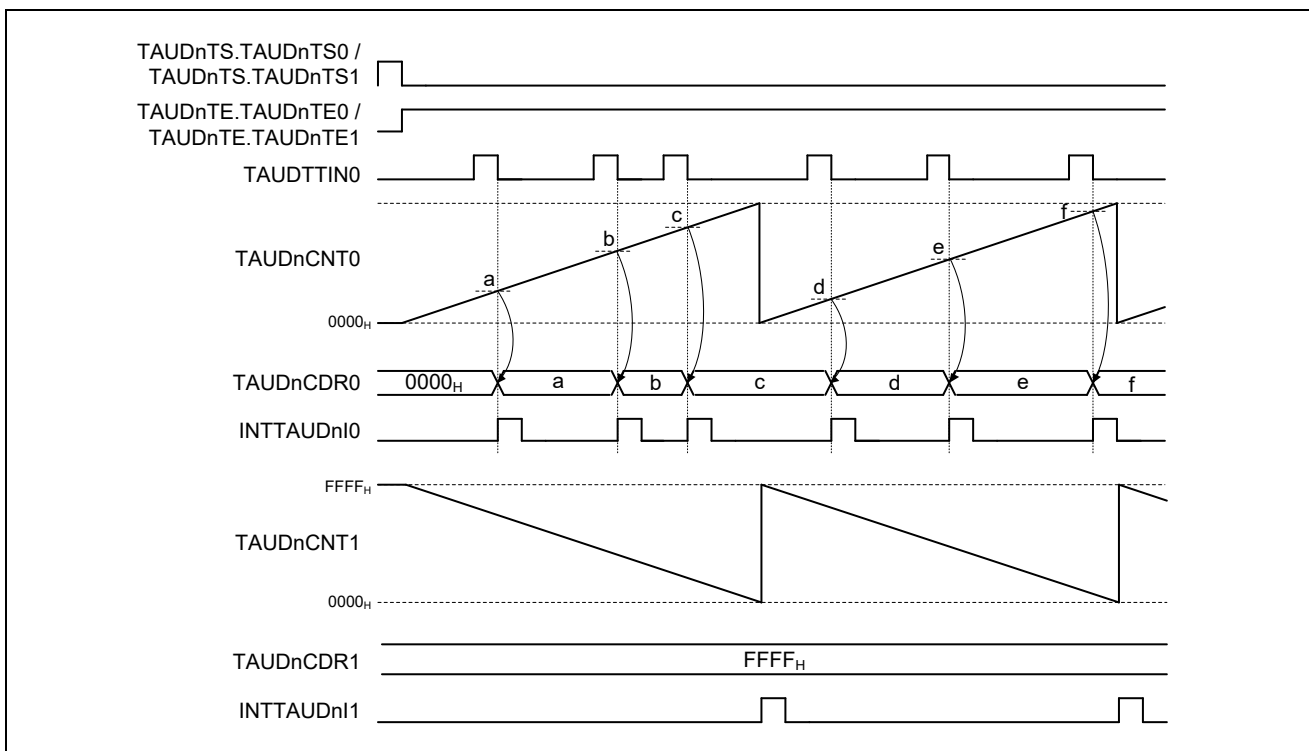 TAUDnTS.TAUDnTS0 /
TAUDnTS.TAUDnTS1
TAUDnTE.TAUDnTE0 /
TAUDnTE.TAUDnTE1
TAUDTTIN0
TAUDnCNT0
a
b
c
d
e
f
0000H
TAUDnCDR0
0000H
a
b
c
d
e
f
INTTAUDnI0
FFFFH
TAUDnCNT1
0000H
TAUDnCDR1
FFFFH
INTTAUDnI1